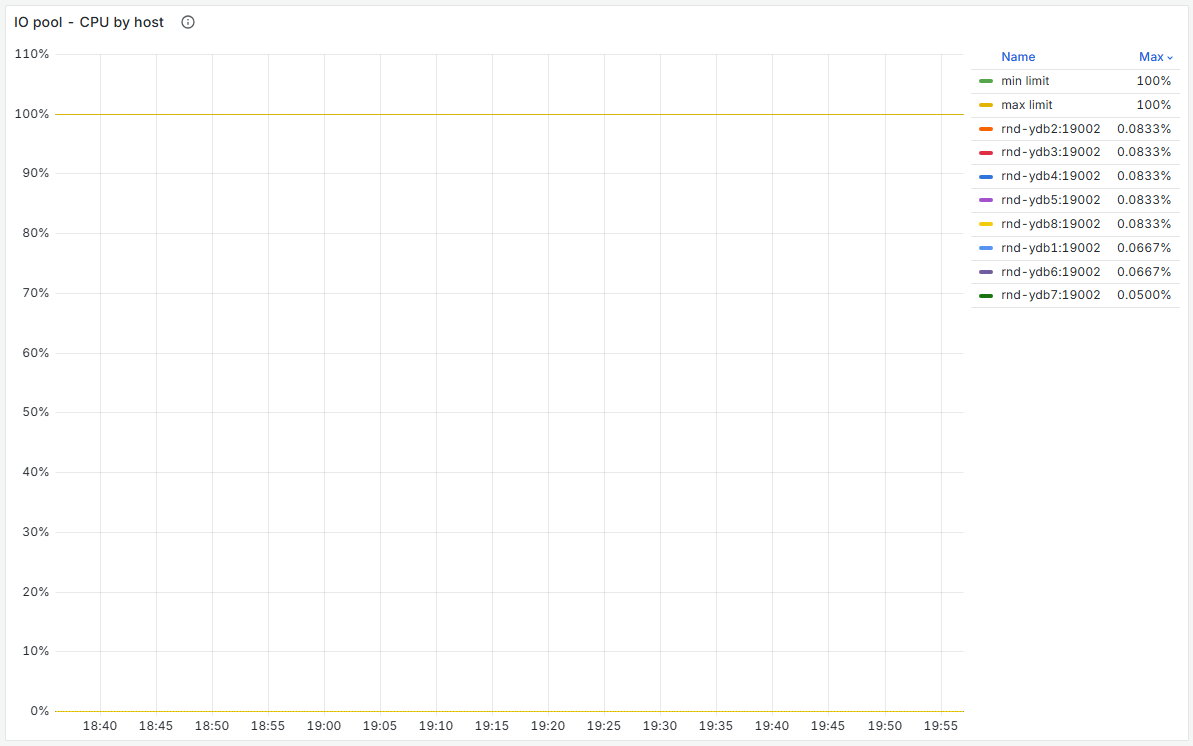 IO pool - CPU by host
110%
100%
90%
80%
70%
60%
50%
40%
30%
20%
10%
0%
18:40 18:45 18:50 18:55 19:00 19:05 19:10 19:15 19:20 19:25 19:30 19:35 19:40 19:45 19:50 19:55
Name Max
min limit 100%
max limit 100%
rnd-ydb2:19002 0.0833%
rnd-ydb3:19002 0.0833%
rnd-ydb4:19002 0.0833%
rnd-ydb5:19002 0.0833%
rnd-ydb8:19002 0.0833%
rnd-ydb1:19002 0.0667%
rnd-ydb6:19002 0.0667%
rnd-ydb7:19002 0.0500%